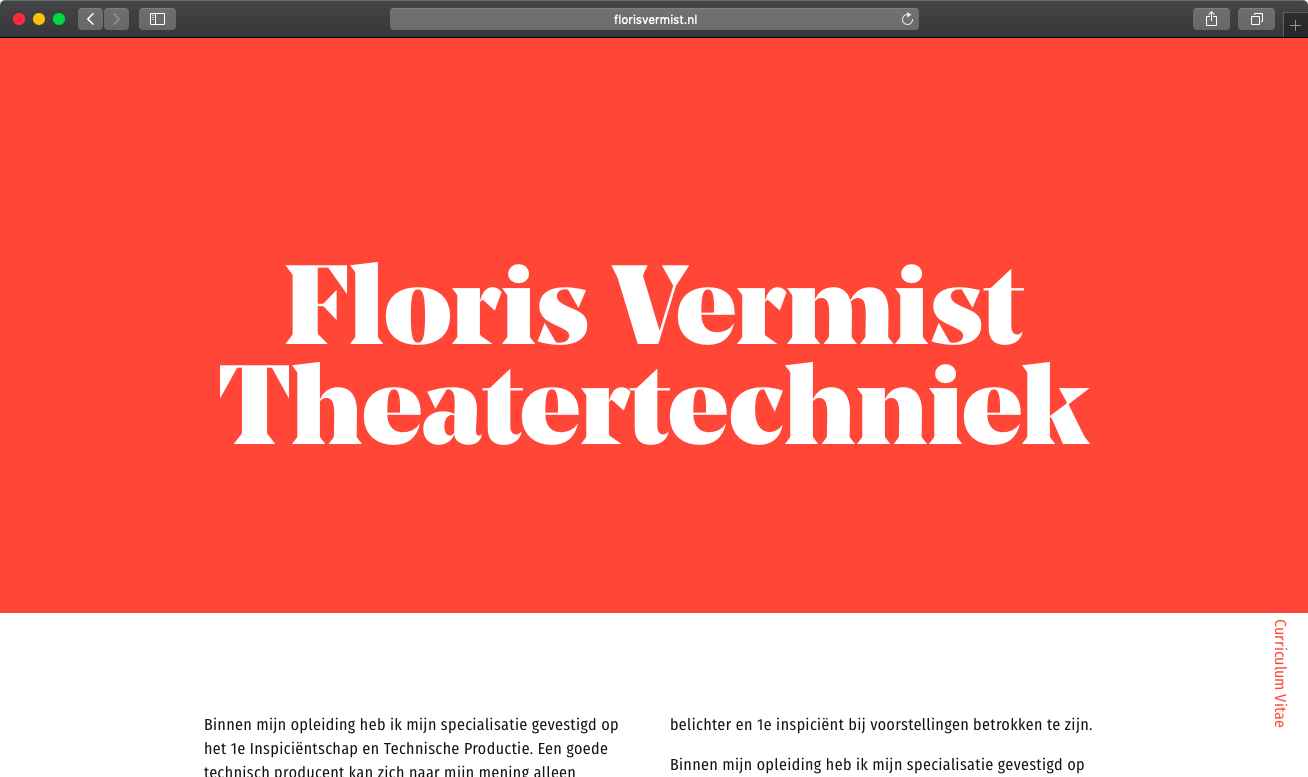 florisvermist.nl
Floris Vermist
Theatertechniek
Curriculum Vitae
Binnen mijn opleiding heb ik mijn specialisatie gevestigd op
het 1e Inspiciëntschap en Technische Productie. Een goede
technisch producent kan zich naar mijn mening alleen
belichter en 1e inspiciënt bij voorstellingen betrokken te zijn.
Binnen mijn opleiding heb ik mijn specialisatie gevestigd op